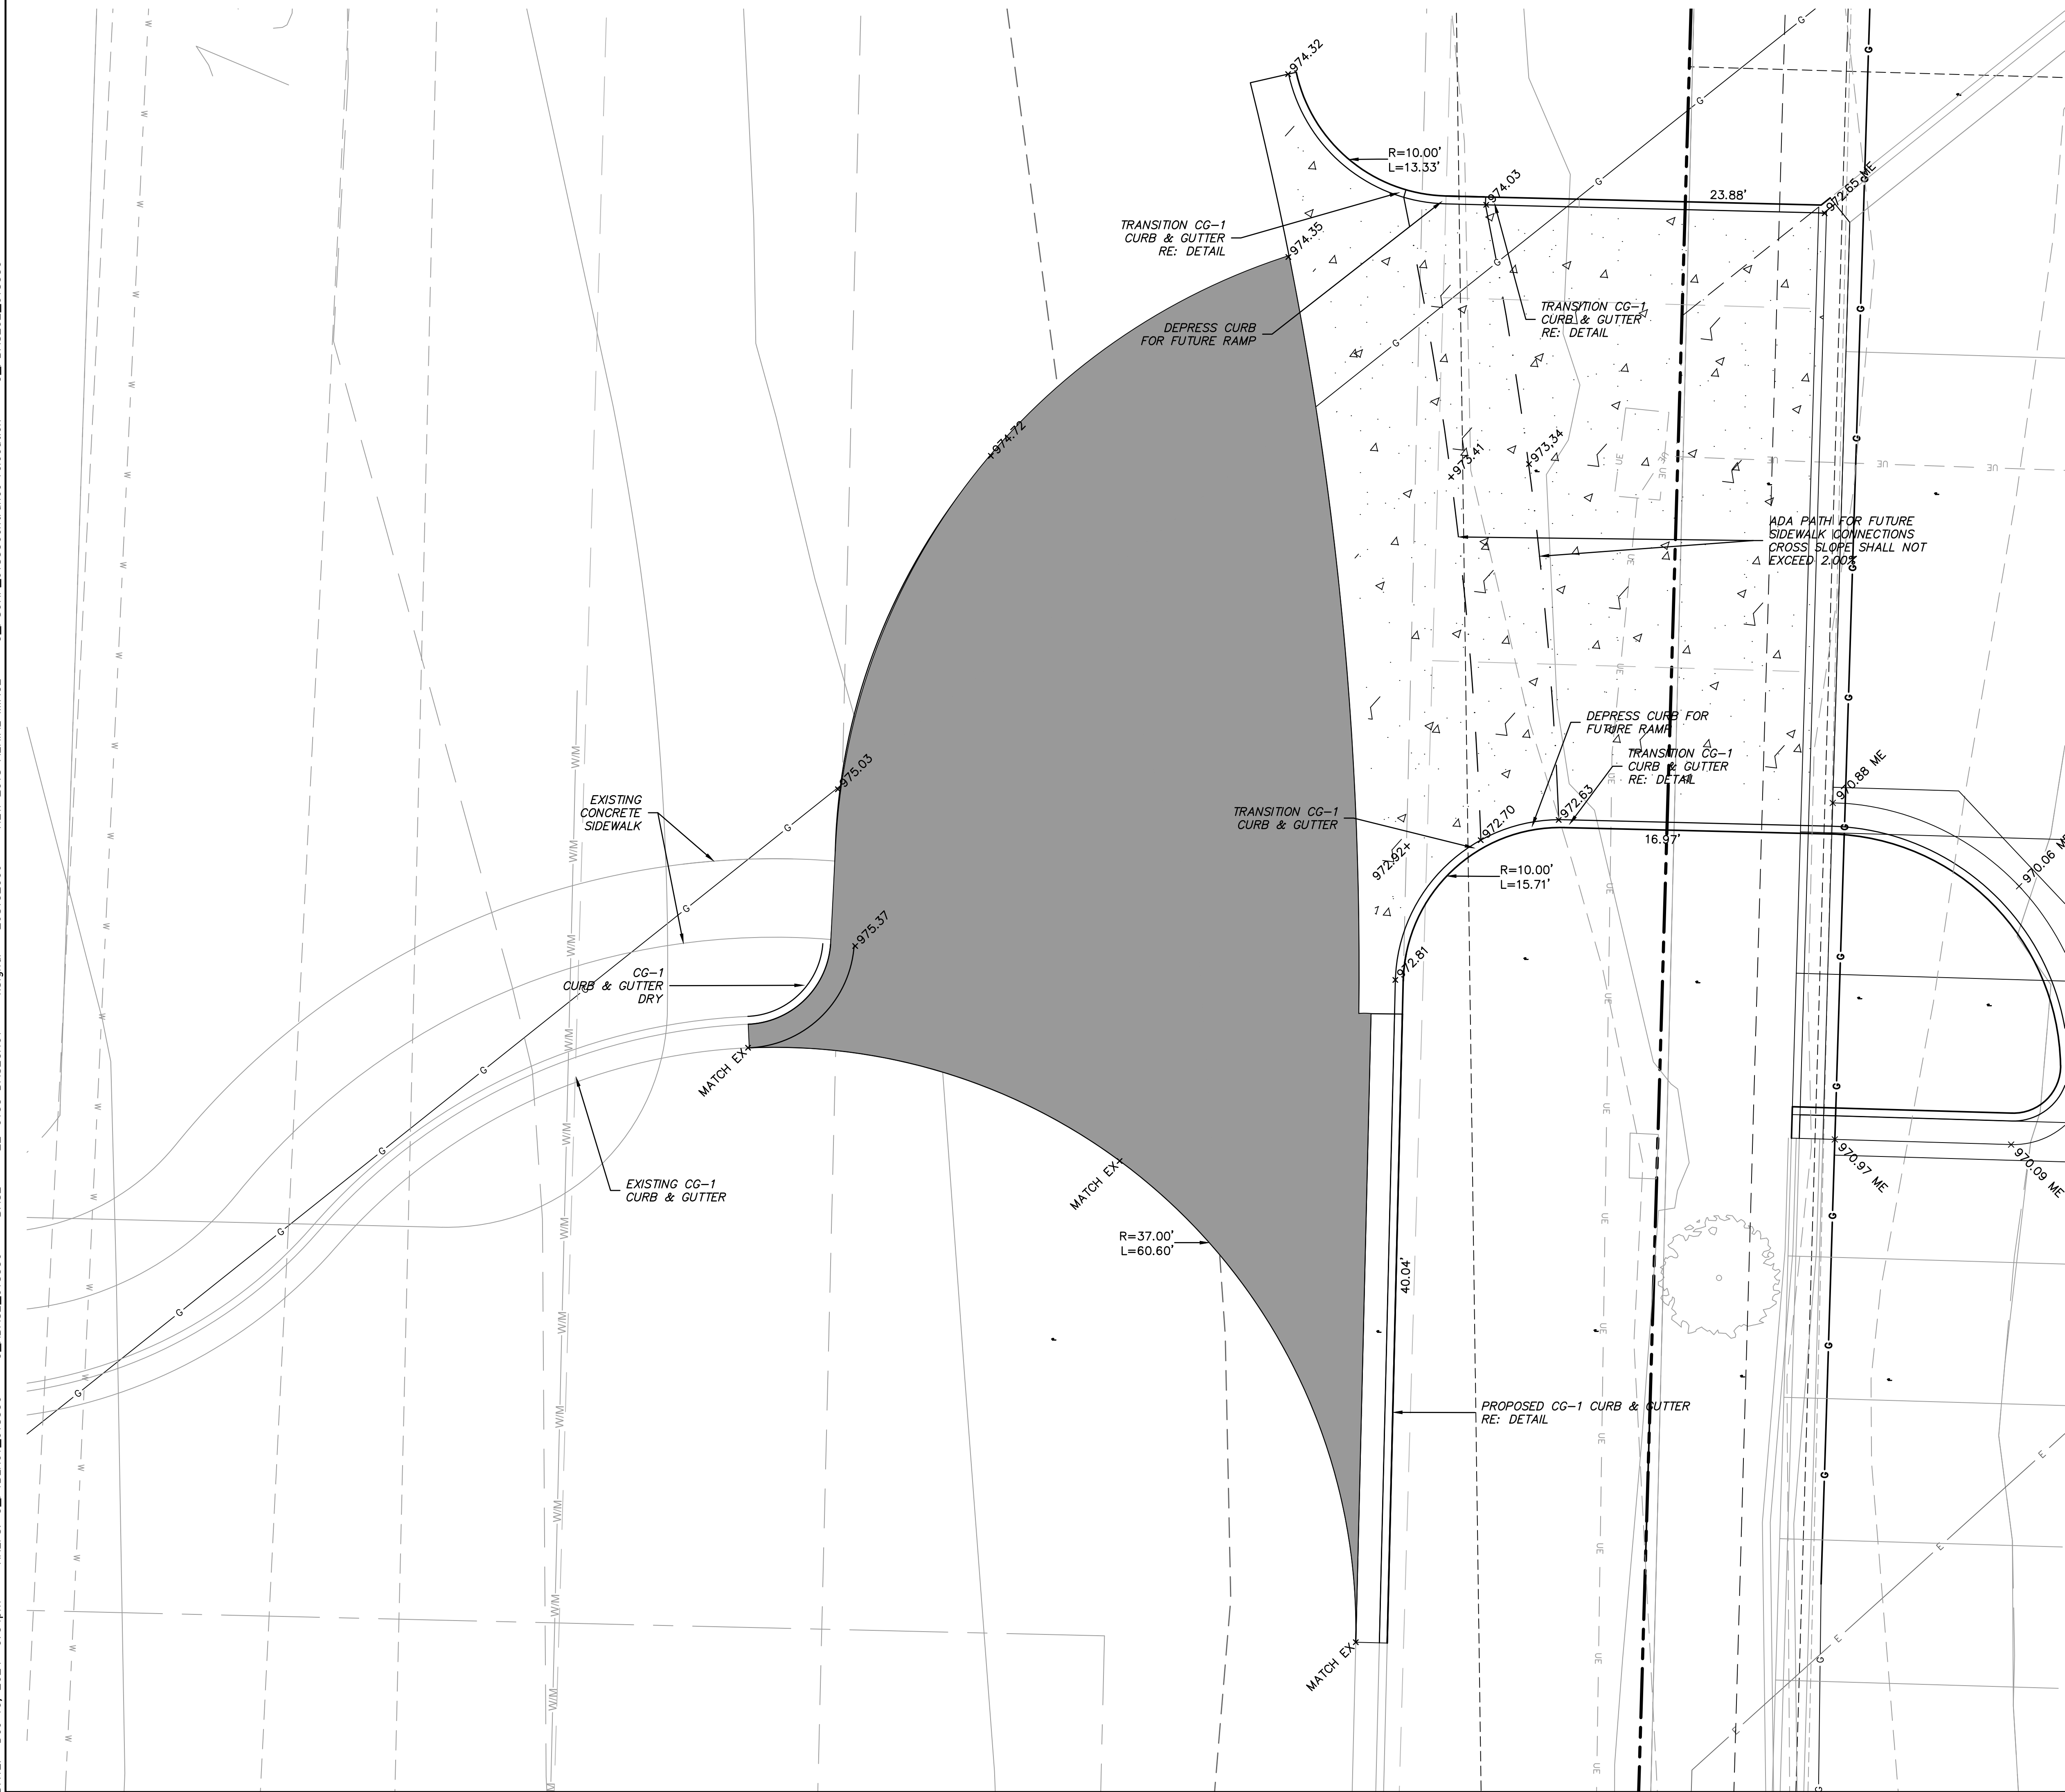 974.32
R=10.00'
L=13.33'
974.03
23.88'
972.65 ME
TRANSITION CG-1
CURB & GUTTER
RE: DETAIL
974.35
DEPRESS CURB
FOR FUTURE RAMP
TRANSITION CG-1
CURB & GUTTER
RE: DETAIL
974.72
973.41
973.34
ADA PATH FOR FUTURE
SIDEWALK CONNECTIONS
CROSS SLOPE SHALL NOT
EXCEED 2.00%
975.03
EXISTING
CONCRETE
SIDEWALK
DEPRESS CURB FOR
FUTURE RAMP
TRANSITION CG-1
CURB & GUTTER
RE: DETAIL
TRANSITION CG-1
CURB & GUTTER
972.70
972.63
970.88 ME
16.97'
972.92
R=10.00'
L=15.71'
970.06 ME
975.37
CG-1
CURB & GUTTER
DRY
972.81
MATCH EX
EXISTING CG-1
CURB & GUTTER
MATCH EX
970.97 ME
970.09 ME
R=37.00'
L=60.60'
40.04'
PROPOSED CG-1 CURB & GUTTER
RE: DETAIL
MATCH EX